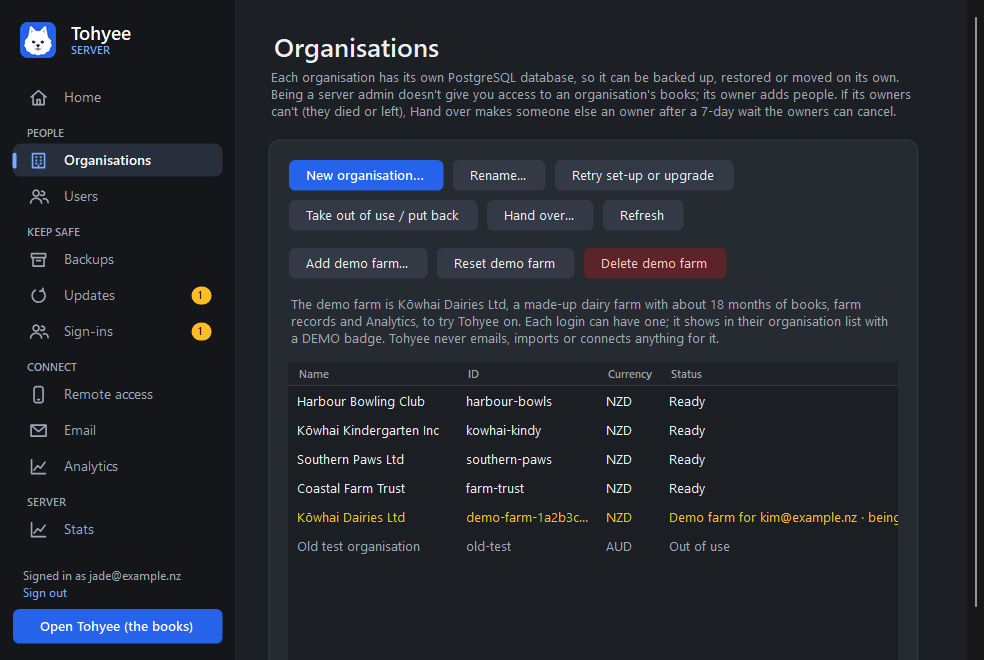 Tohyee
SERVER
Home
PEOPLE
Organisations
Users
KEEP SAFE
Backups
Updates 1
Sign-ins 1
CONNECT
Remote access
Email
Analytics
SERVER
Stats
Signed in as jade@example.nz
Sign out
Open Tohyee (the books)
Organisations
Each organisation has its own PostgreSQL database, so it can be backed up, restored or moved on its own.
Being a server admin doesn't give you access to an organisation's books; its owner adds people. If its owners
can't (they died or left), Hand over makes someone else an owner after a 7-day wait the owners can cancel.
New organisation... Rename... Retry set-up or upgrade
Take out of use / put back Hand over... Refresh
Add demo farm... Reset demo farm Delete demo farm
The demo farm is Kōwhai Dairies Ltd, a made-up dairy farm with about 18 months of books, farm
records and Analytics, to try Tohyee on. Each login can have one; it shows in their organisation list with
a DEMO badge. Tohyee never emails, imports or connects anything for it.
Name ID Currency Status
Harbour Bowling Club harbour-bowls NZD Ready
Kōwhai Kindergarten Inc kowhai-kindy NZD Ready
Southern Paws Ltd southern-paws NZD Ready
Coastal Farm Trust farm-trust NZD Ready
Kōwhai Dairies Ltd demo-farm-1a2b3c... NZD Demo farm for kim@example.nz · being
Old test organisation old-test AUD Out of use